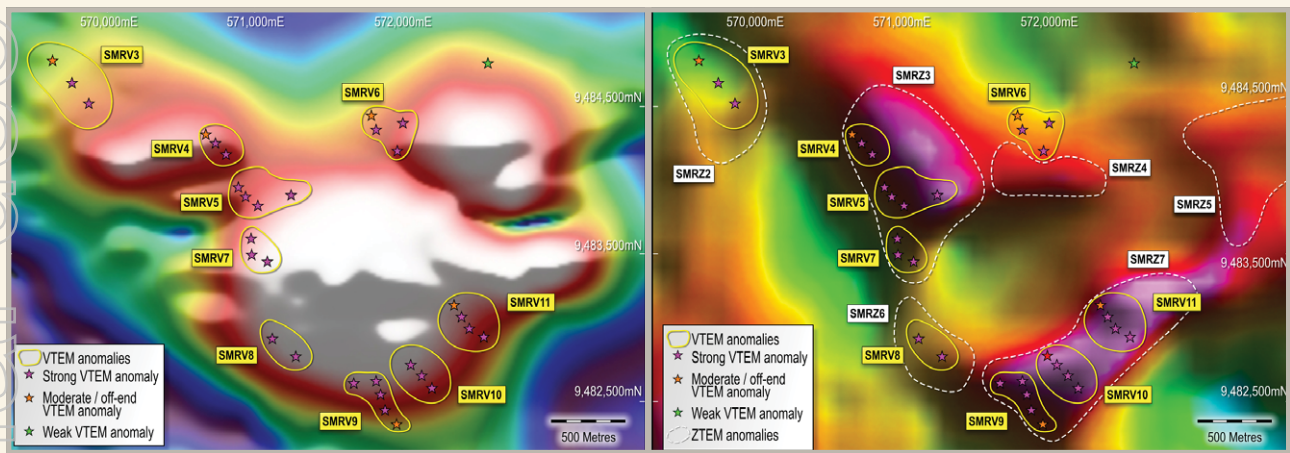 570,000mE
571,000mE
572,000mE
SMRV3
SMRV6
9,484,500mN
SMRV4
SMRV5
9,483,500mN
SMRV7
SMRV11
SMRV8
SMRV10
9,482,500mN
SMRV9
VTEM anomalies
Strong VTEM anomaly
Moderate / off-end
VTEM anomaly
Weak VTEM anomaly
500 Metres
570,000mE
571,000mE
572,000mE
SMRV3
SMRZ3
SMRV6
9,484,500mN
SMRV4
SMRZ2
SMRZ4
SMRV5
SMRZ5
SMRV7
SMRZ7
9,483,500mN
SMRV11
SMRZ6
SMRV8
SMRV10
9,482,500mN
SMRV9
VTEM anomalies
Strong VTEM anomaly
Moderate / off-end
VTEM anomaly
Weak VTEM anomaly
ZTEM anomalies
500 Metres